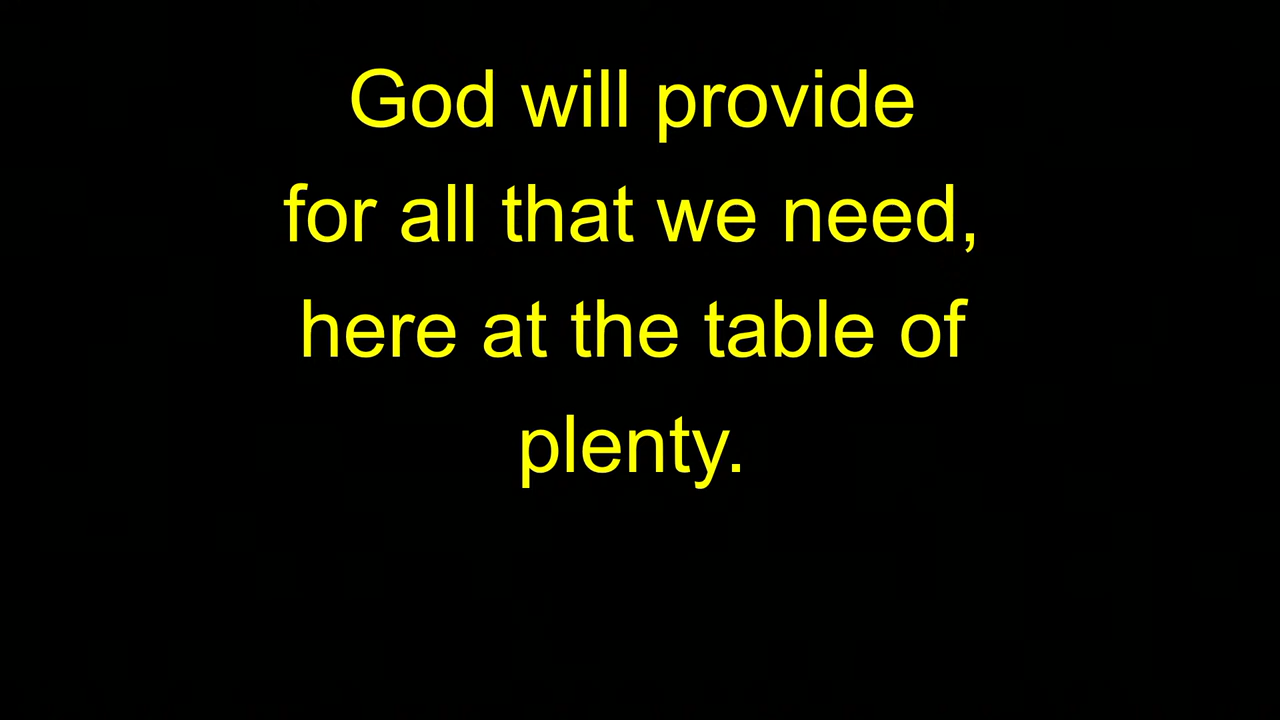 God will provide
for all that we need,
here at the table of
plenty.